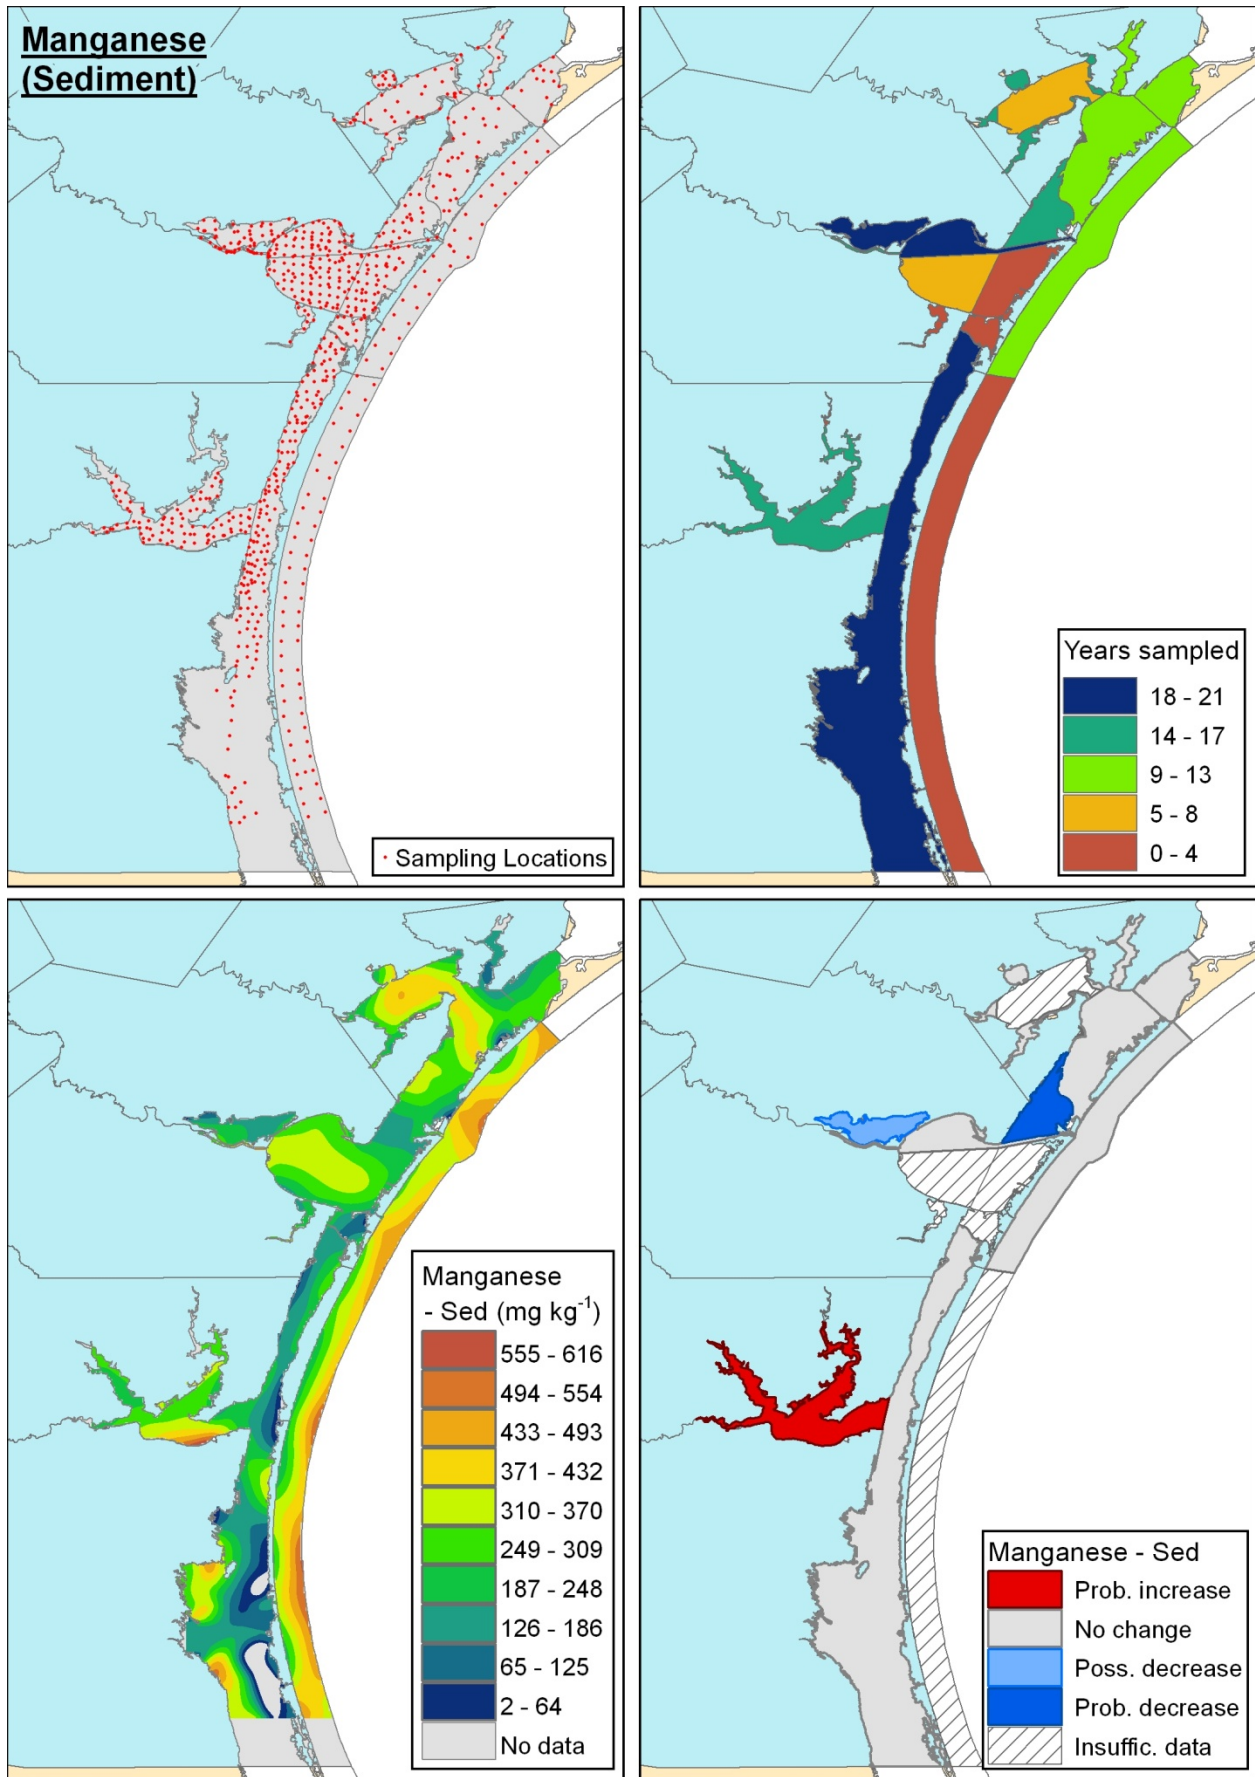 Manganese
(Sediment)
Sampling Locations
Years sampled
18 - 21
14 - 17
9 - 13
5 - 8
0 - 4
Manganese
- Sed (mg kg⁻¹)
555 - 616
494 - 554
433 - 493
371 - 432
310 - 370
249 - 309
187 - 248
126 - 186
65 - 125
2 - 64
No data
Manganese - Sed
Prob. increase
No change
Poss. decrease
Prob. decrease
Insuffic. data